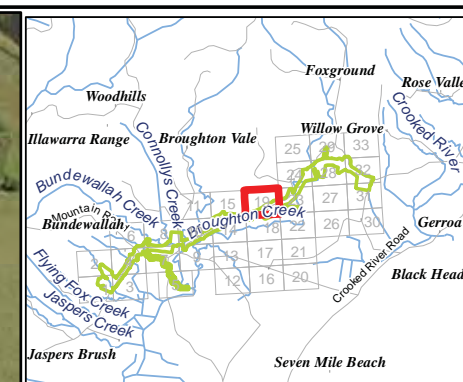 Foxground
Rose Valle
Woodhills
Crooked River
Willow Grove
33
Illawarra Range
Connollys Creek
Broughton Vale
25
29
Bundewallah Creek
28
32
11
15
19
23
27
Mountain R
Broughton Creek
Bundewallah
14
18
22
26
30
Gerroa
Flying Fox Creek
2
17
21
Crooked River Road
Black Head
Jaspers Creek
3
13
12
16
20
Jaspers Brush
Seven Mile Beach